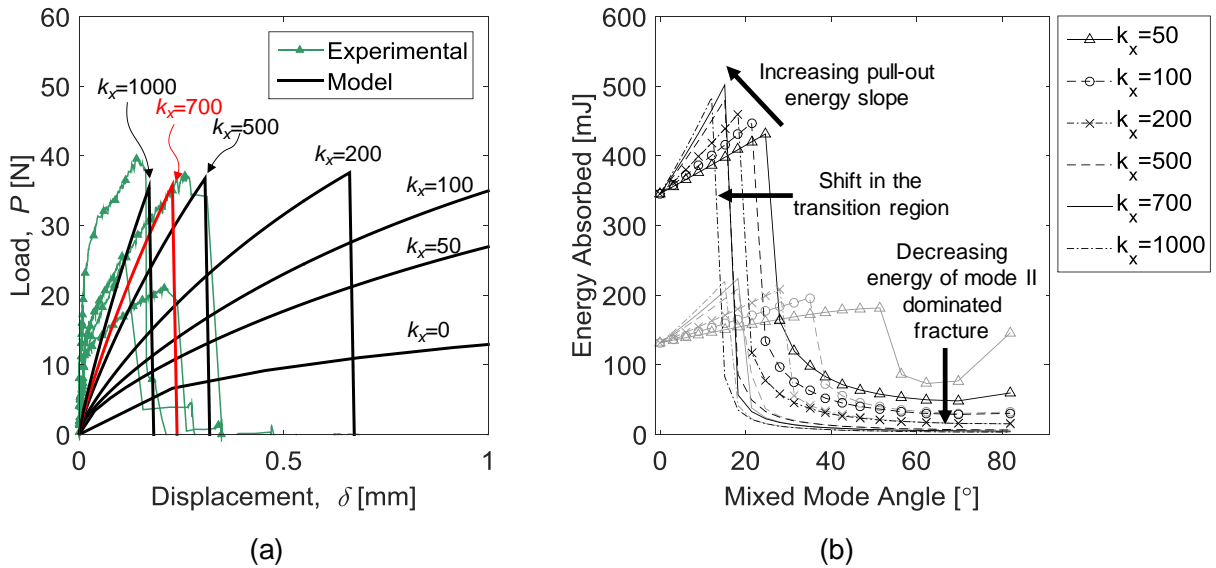 60
50
40
30
20
10
0
0
0.5
1
Load, P [N]
Displacement, δ [mm]
Experimental
Model
kx=1000
kx=700
kx=500
kx=200
kx=100
kx=50
kx=0
(a)
600
500
400
300
200
100
0
0
20
40
60
80
Energy Absorbed [mJ]
Mixed Mode Angle [°]
Increasing pull-out
energy slope
Shift in the
transition region
Decreasing
energy of mode II
dominated
fracture
kx=50
kx=100
kx=200
kx=500
kx=700
kx=1000
(b)